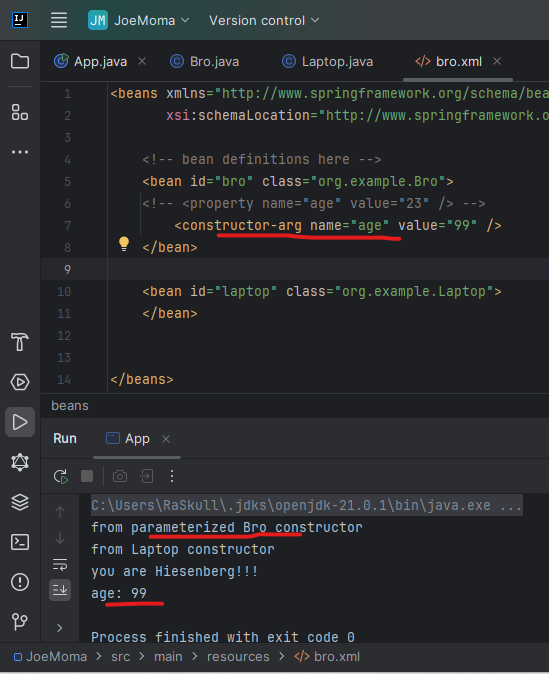 JM JoeMoma Version control
App.java Bro.java Laptop.java bro.xml
1 <beans xmlns="http://www.springframework.org/schema/bea
2 xsi:schemaLocation="http://www.springframework.o
3
4 <!-- bean definitions here -->
5 <bean id="bro" class="org.example.Bro">
6 <!-- <property name="age" value="23" /> -->
7 <constructor-arg name="age" value="99" />
8 </bean>
9
10 <bean id="laptop" class="org.example.Laptop">
11 </bean>
12
13
14 </beans>
beans
Run App
C:\Users\RaSkull\.jdks\openjdk-21.0.1\bin\java.exe ...
from parameterized Bro constructor
from Laptop constructor
you are Hiesenberg!!!
age: 99
Process finished with exit code 0
JoeMoma > src > main > resources > bro.xml